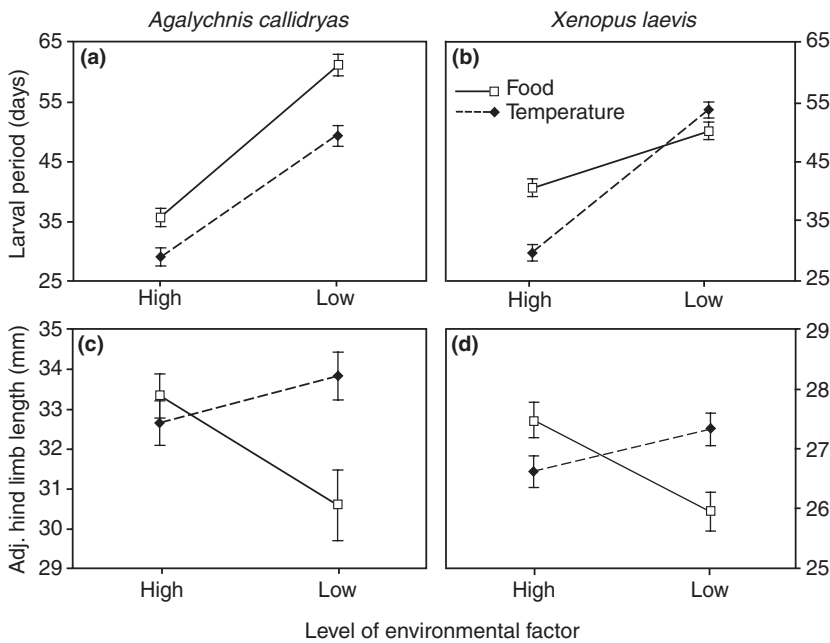 Agalychnis callidryas
Xenopus laevis
Larval period (days)
65
55
45
35
25
(a)
High
Low
(b)
Food
Temperature
65
55
45
35
25
High
Low
Adj. hind limb length (mm)
35
34
33
32
31
30
29
(c)
High
Low
(d)
29
28
27
26
25
High
Low
Level of environmental factor